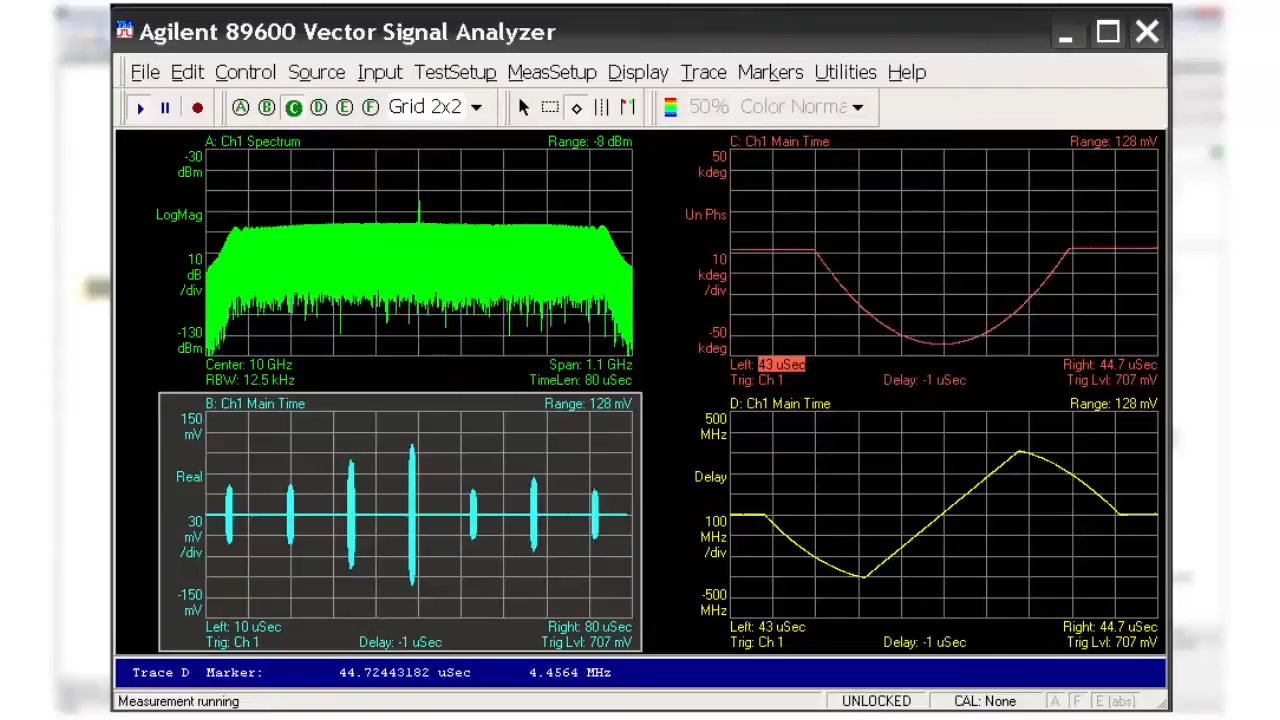 Agilent 89600 Vector Signal Analyzer
File Edit Control Source Input TestSetup MeasSetup Display Trace Markers Utilities Help
A B C D E F Grid 2x2 50% Color Norma
A: Ch1 Spectrum Range: -8 dBm
-30
dBm
LogMag
10
dB
/div
-130
dBm
Center: 10 GHz Span: 1.1 GHz
RBW: 12.5 kHz TimeLen: 80 uSec
C: Ch1 Main Time Range: 128 mV
50
kdeg
Un Phs
10
kdeg
/div
-50
kdeg
Left: 43 uSec Right: 44.7 uSec
Trig: Ch 1 Delay: -1 uSec Trig Lvl: 707 mV
B: Ch1 Main Time Range: 128 mV
150
mV
Real
30
mV
/div
-150
mV
Left: 10 uSec Right: 80 uSec
Trig: Ch 1 Delay: -1 uSec Trig Lvl: 707 mV
D: Ch1 Main Time Range: 128 mV
500
MHz
Delay
100
MHz
/div
-500
MHz
Left: 43 uSec Right: 44.7 uSec
Trig: Ch 1 Delay: -1 uSec Trig Lvl: 707 mV
Trace D Marker: 44.72443182 uSec 4.4564 MHz
Measurement running UNLOCKED CAL: None A F E [abs]